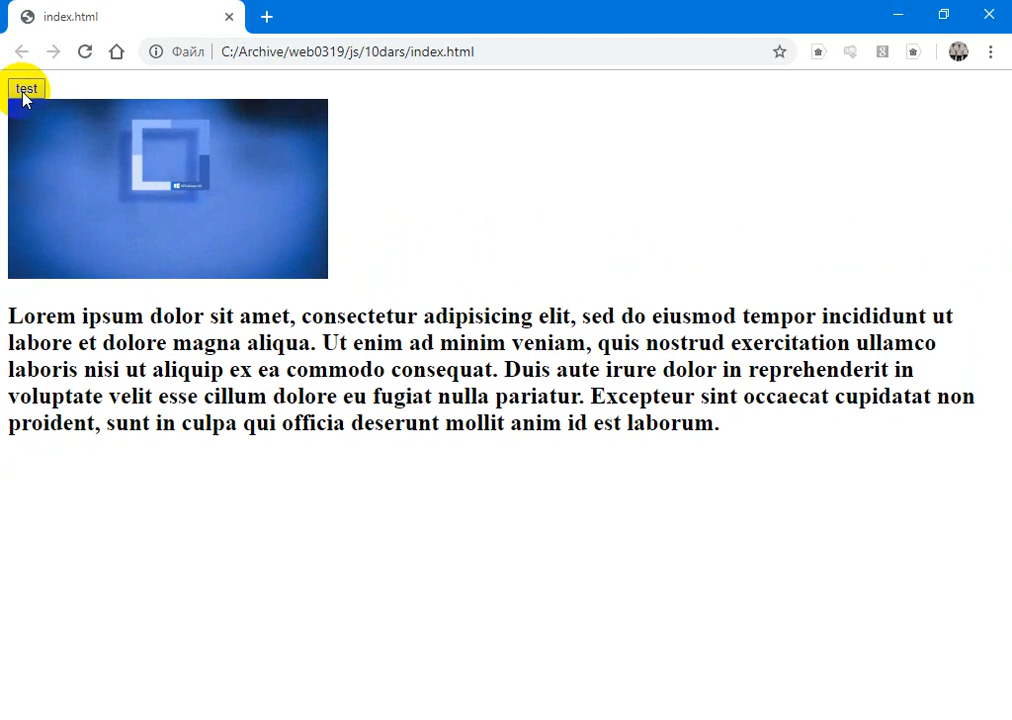 index.html
Файл
C:/Archive/web0319/js/10dars/index.html
test
Lorem ipsum dolor sit amet, consectetur adipisicing elit, sed do eiusmod tempor incididunt ut
labore et dolore magna aliqua. Ut enim ad minim veniam, quis nostrud exercitation ullamco
laboris nisi ut aliquip ex ea commodo consequat. Duis aute irure dolor in reprehenderit in
voluptate velit esse cillum dolore eu fugiat nulla pariatur. Excepteur sint occaecat cupidatat non
proident, sunt in culpa qui officia deserunt mollit anim id est laborum.